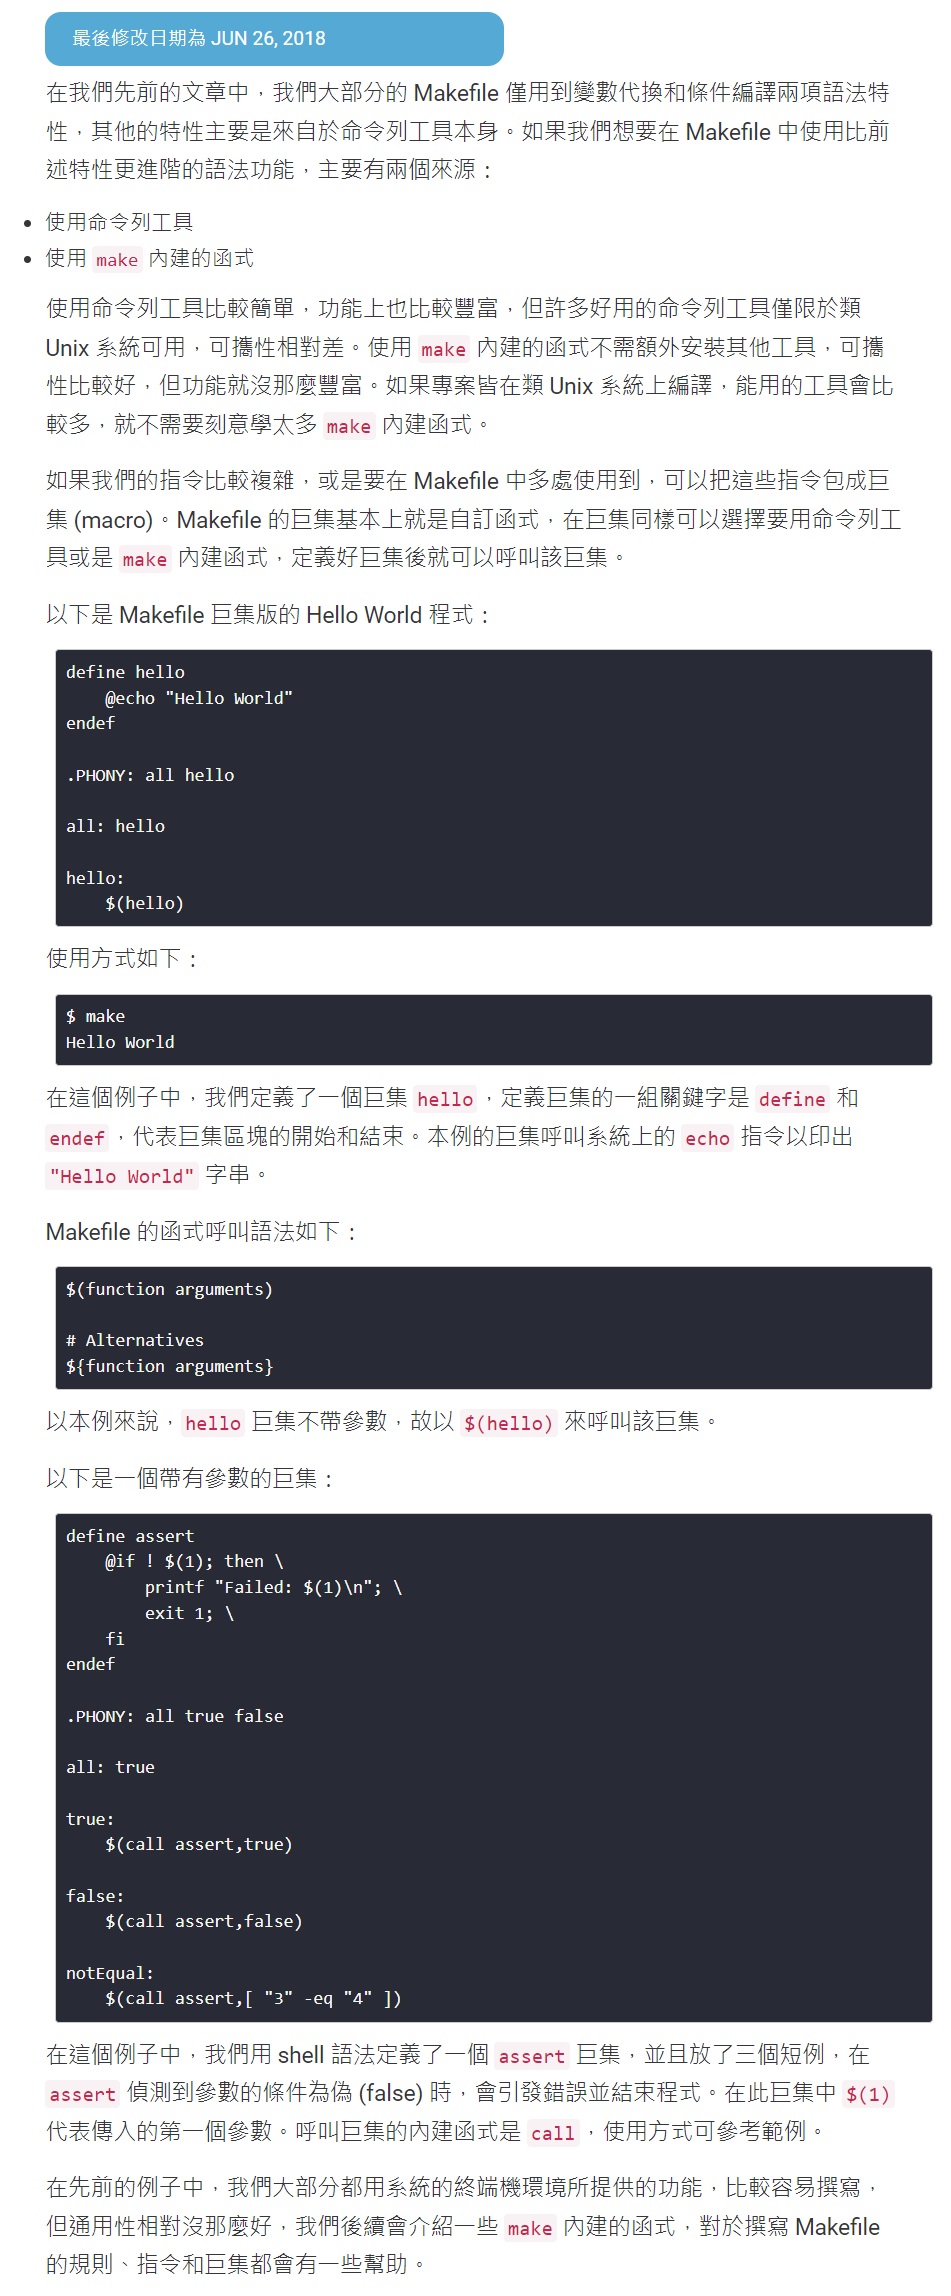 最後修改日期為 JUN 26, 2018
在我們先前的文章中，我們大部分的 Makefile 僅用到變數代換和條件編譯兩項語法特
性，其他的特性主要是來自於命令列工具本身。如果我們想要在 Makefile 中使用比前
述特性更進階的語法功能，主要有兩個來源：
• 使用命令列工具
• 使用 make 內建的函式
使用命令列工具比較簡單，功能上也比較豐富，但許多好用的命令列工具僅限於類
Unix 系統可用，可攜性相對差。使用 make 內建的函式不需額外安裝其他工具，可攜
性比較好，但功能就沒那麼豐富。如果專案皆在類 Unix 系統上編譯，能用的工具會比
較多，就不需要刻意學太多 make 內建函式。
如果我們的指令比較複雜，或是要在 Makefile 中多處使用到，可以把這些指令包成巨
集 (macro)。Makefile 的巨集基本上就是自訂函式，在巨集同樣可以選擇要用命令列工
具或是 make 內建函式，定義好巨集後就可以呼叫該巨集。
以下是 Makefile 巨集版的 Hello World 程式：
define hello
    @echo "Hello World"
endef
.PHONY: all hello
all: hello
hello:
    $(hello)
使用方式如下：
$ make
Hello World
在這個例子中，我們定義了一個巨集 hello，定義巨集的一組關鍵字是 define 和
endef，代表巨集區塊的開始和結束。本例的巨集呼叫系統上的 echo 指令以印出
"Hello World" 字串。
Makefile 的函式呼叫語法如下：
$(function arguments)
# Alternatives
${function arguments}
以本例來說，hello 巨集不帶參數，故以 $(hello) 來呼叫該巨集。
以下是一個帶有參數的巨集：
define assert
    @if ! $(1); then \
        printf "Failed: $(1)\n"; \
        exit 1; \
    fi
endef
.PHONY: all true false
all: true
true:
    $(call assert,true)
false:
    $(call assert,false)
notEqual:
    $(call assert,[ "3" -eq "4" ])
在這個例子中，我們用 shell 語法定義了一個 assert 巨集，並且放了三個短例，在
assert 偵測到參數的條件為偽 (false) 時，會引發錯誤並結束程式。在此巨集中 $(1)
代表傳入的第一個參數。呼叫巨集的內建函式是 call，使用方式可參考範例。
在先前的例子中，我們大部分都用系統的終端機環境所提供的功能，比較容易撰寫，
但通用性相對沒那麼好，我們後續會介紹一些 make 內建的函式，對於撰寫 Makefile
的規則、指令和巨集都會有一些幫助。